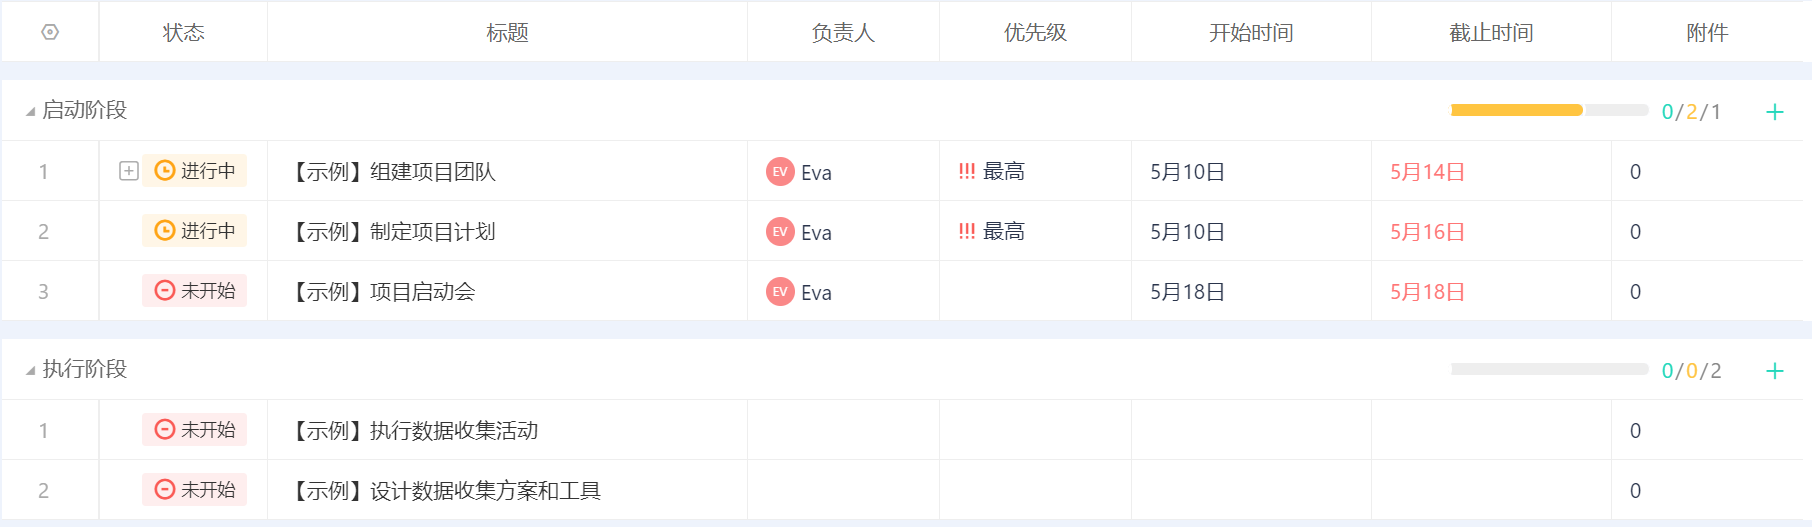 状态 标题 负责人 优先级 开始时间 截止时间 附件
启动阶段 0/2/1
1 进行中 【示例】组建项目团队 EV Eva !!! 最高 5月10日 5月14日 0
2 进行中 【示例】制定项目计划 EV Eva !!! 最高 5月10日 5月16日 0
3 未开始 【示例】项目启动会 EV Eva 5月18日 5月18日 0
执行阶段 0/0/2
1 未开始 【示例】执行数据收集活动 0
2 未开始 【示例】设计数据收集方案和工具 0